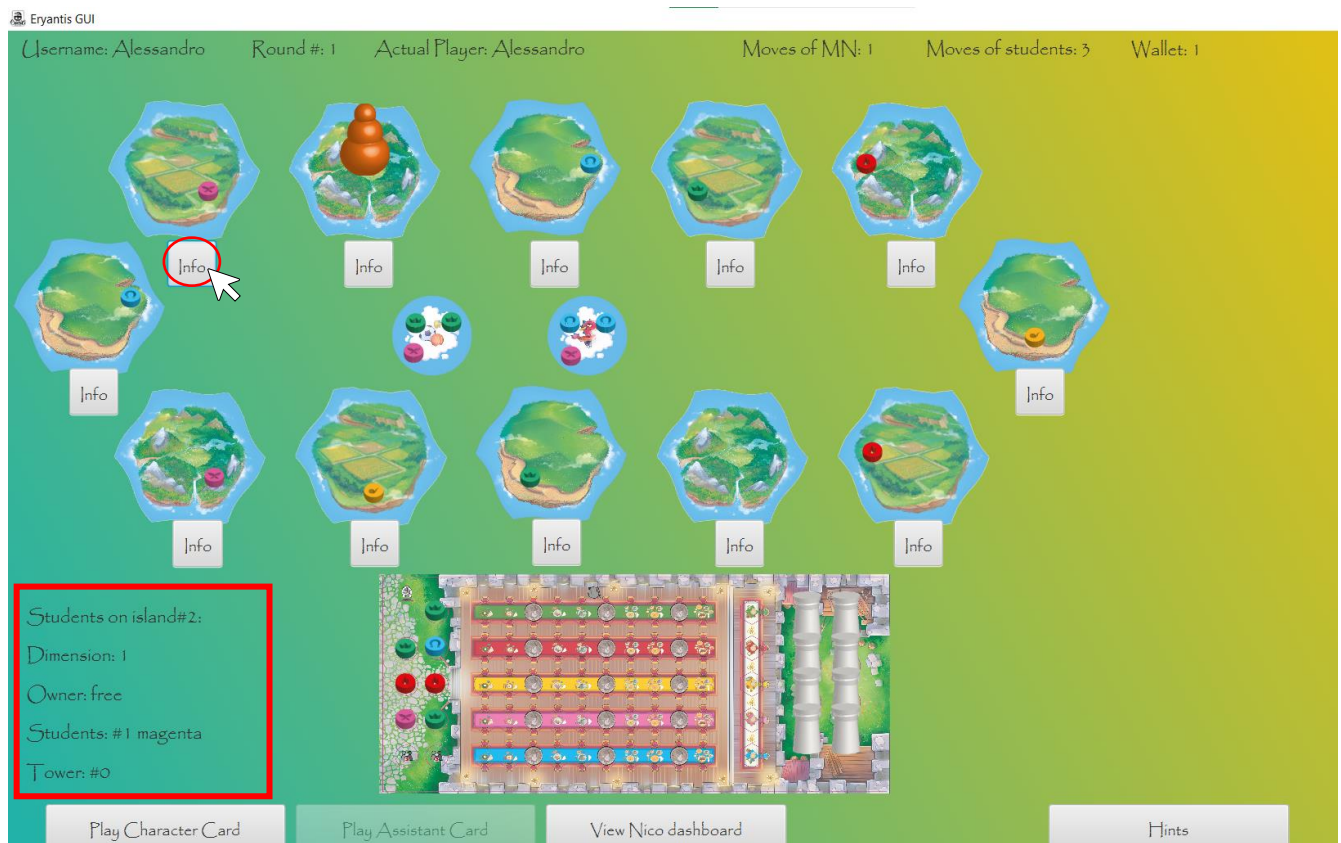 Eryantis GUI
Username: Alessandro Round #: 1 Actual Player: Alessandro Moves of MN: 1 Moves of students: 3 Wallet: 1
Info Info Info Info Info
Info Info
Info Info Info Info Info
Students on island#2:
Dimension: 1
Owner: free
Students: #1 magenta
Tower: #0
Play Character Card Play Assistant Card View Nico dashboard Hints